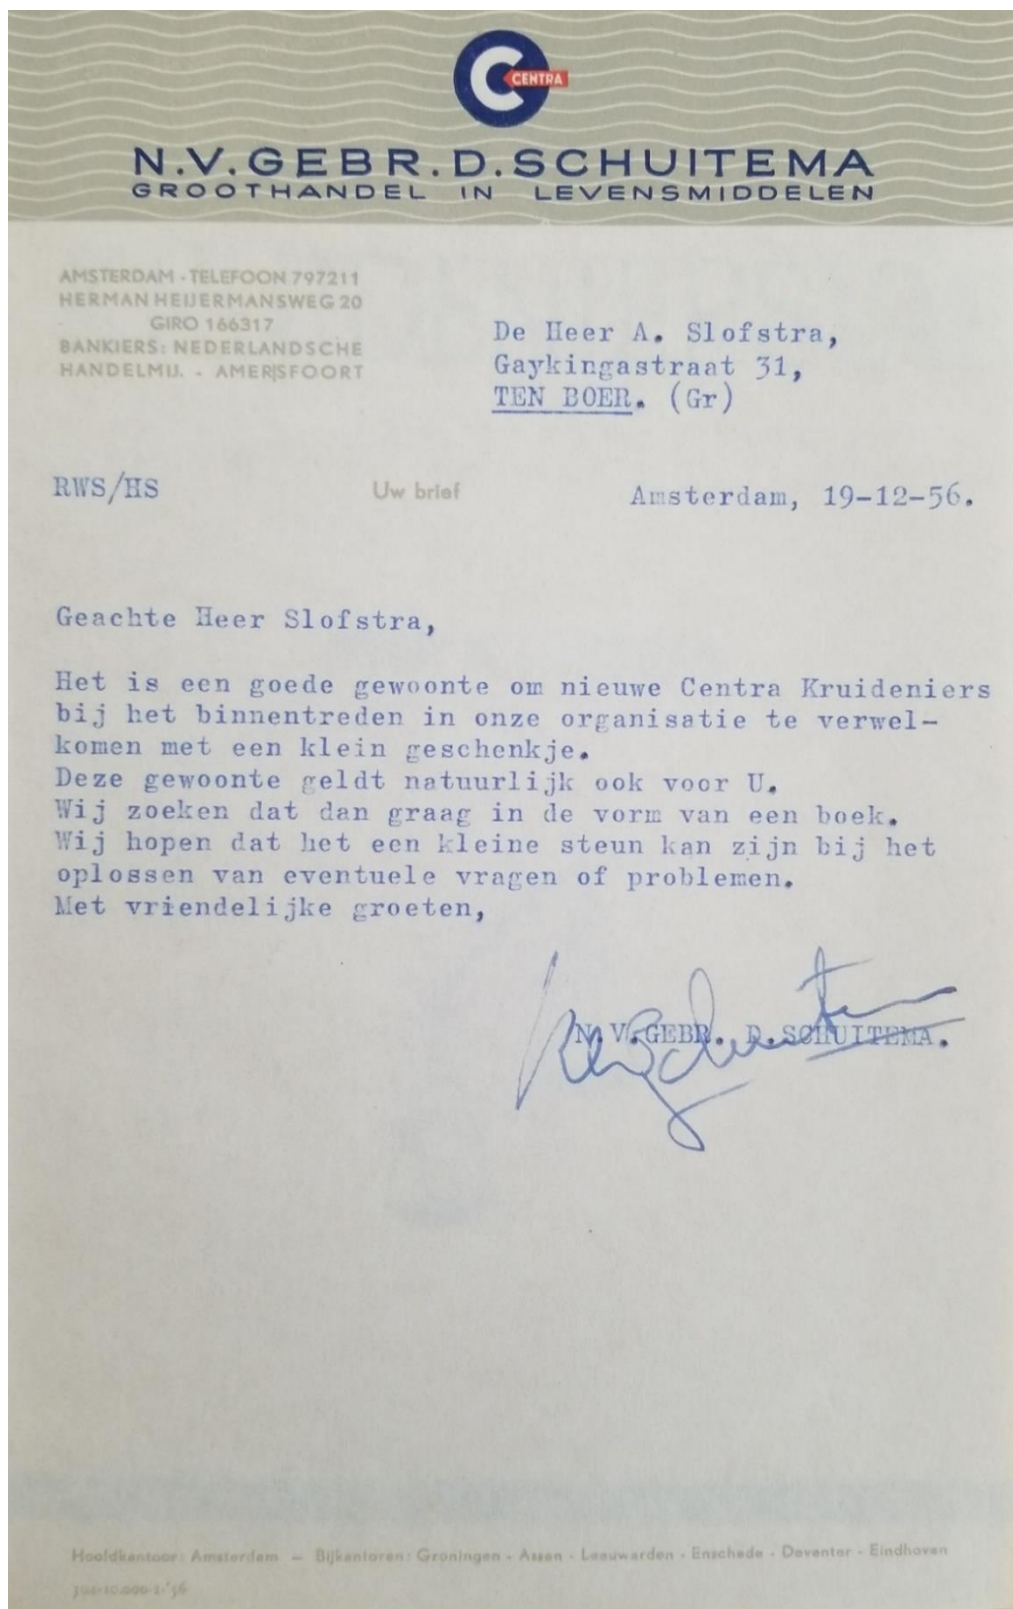 C
CENTRA
N.V. GEBR. D. SCHUITEMA
GROOTHANDEL IN LEVENSMIDDELEN
AMSTERDAM - TELEFOON 797211
HERMAN HEIJERMANSWEG 20
GIRO 166317
BANKIERS: NEDERLANDSCHE
HANDELMIJ. - AMERSFOORT
De Heer A. Slofstra,
Gaykingastraat 31,
TEN BOER. (Gr)
RWS/HS
Uw brief
Amsterdam, 19-12-56.
Geachte Heer Slofstra,
Het is een goede gewoonte om nieuwe Centra Kruideniers
bij het binnentreden in onze organisatie te verwel-
komen met een klein geschenkje.
Deze gewoonte geldt natuurlijk ook voor U.
Wij zoeken dat dan graag in de vorm van een boek.
Wij hopen dat het een kleine steun kan zijn bij het
oplossen van eventuele vragen of problemen.
Met vriendelijke groeten,
N.V.GEBR. D.SCHUITEMA.
Hoofdkantoor: Amsterdam - Bijkantoren: Groningen - Assen - Leeuwarden - Enschede - Deventer - Eindhoven